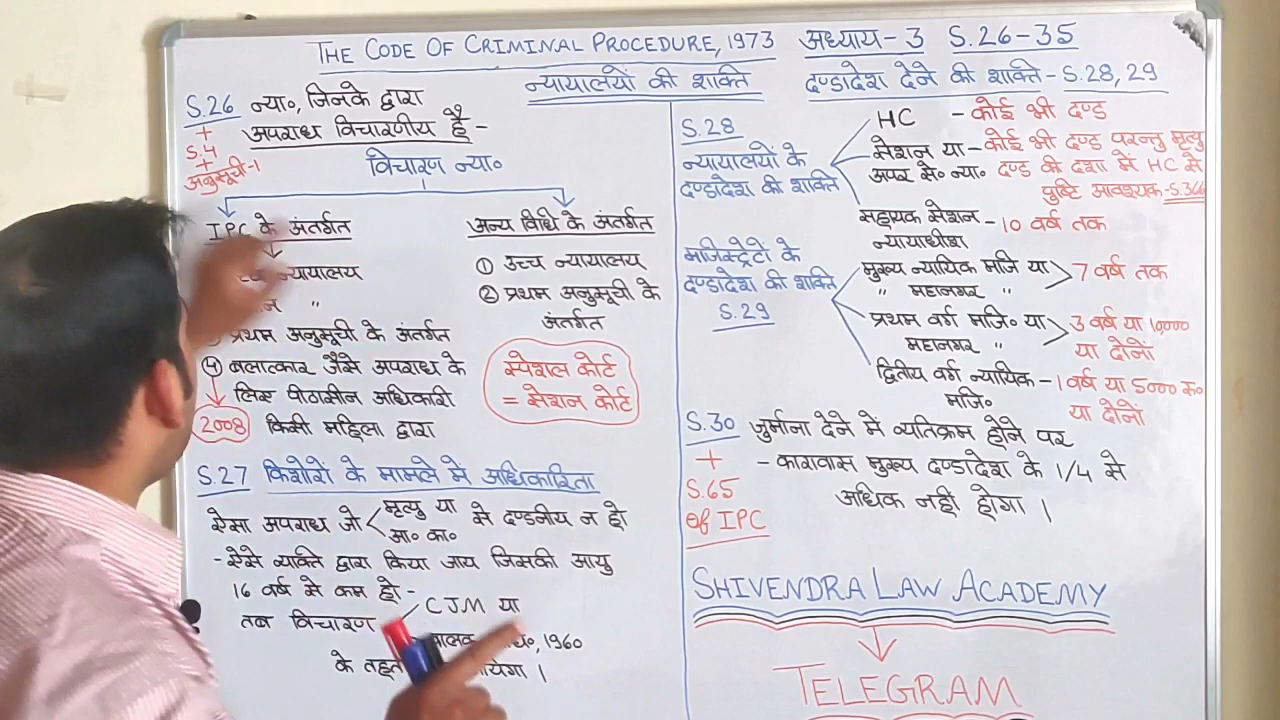 THE CODE OF CRIMINAL PROCEDURE, 1973 अध्याय-3 S.26-35
न्यायालयों की शक्ति
दण्डादेश देने की शक्ति-S.28,29
S.26 न्या०, जिनके द्वारा
अपराध विचारणीय है-
+
S.4
+
अनुसूची-1
विचारण न्या०
IPC के अंतर्गत
न्यायालय
"
प्रथम अनुसूची के अंतर्गत
④ बलात्कार जैसे अपराध के
लिए पीठासीन अधिकारी
2008 किसी महिला द्वारा
अन्य विधि के अंतर्गत
① उच्च न्यायालय
② प्रथम अनुसूची के
अंतर्गत
स्पेशल कोर्ट
= सेशन कोर्ट
S.27 किशोरों के मामले में अधिकारिता
ऐसा अपराध जो मृत्यु या आ० का० से दण्डनीय न हो
- ऐसे व्यक्ति द्वारा किया जाय जिसकी आयु
16 वर्ष से कम हो-
तब विचारण CJM या
1960
के तहत
S.28
न्यायालयों के
दण्डादेश की शक्ति
HC - कोई भी दण्ड
सेशन या - कोई भी दण्ड परन्तु मृत्यु
अपर से० न्या० दण्ड की दशा में HC से
पुष्टि आवश्यक-S.366
सहायक सेशन - 10 वर्ष तक
न्यायाधीश
मजिस्ट्रेटों के
दण्डादेश की शक्ति
S.29
मुख्य न्यायिक मजि या
" महानगर "
7 वर्ष तक
प्रथम वर्ग मजि० या
महानगर "
3 वर्ष या 10,000
या दोनों
द्वितीय वर्ग न्यायिक - 1 वर्ष या 5000 रू०
मजि०
या दोनों
S.30 जुर्माना देने में व्यतिक्रम होने पर
+
S.65
of IPC
- कारावास मुख्य दण्डादेश के 1/4 से
अधिक नही होगा ।
SHIVENDRA LAW ACADEMY
TELEGRAM